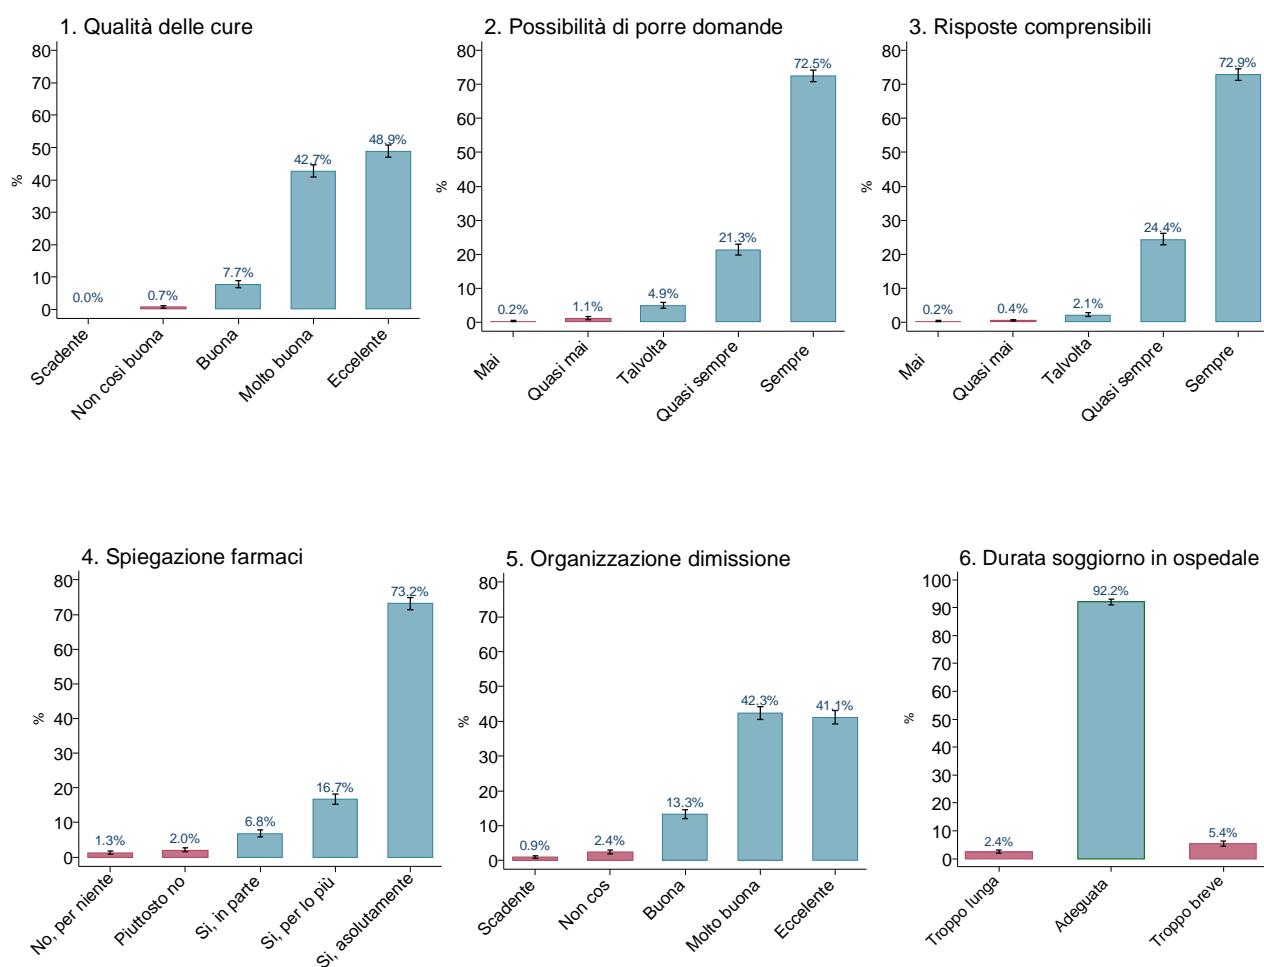 1. Qualità delle cure
80
70
60
50
40
30
20
10
0
%
0.0%
0.7%
7.7%
42.7%
48.9%
Scadente
Non così buona
Buona
Molto buona
Eccelente
2. Possibilità di porre domande
80
70
60
50
40
30
20
10
0
%
0.2%
1.1%
4.9%
21.3%
72.5%
Mai
Quasi mai
Talvolta
Quasi sempre
Sempre
3. Risposte comprensibili
80
70
60
50
40
30
20
10
0
%
0.2%
0.4%
2.1%
24.4%
72.9%
Mai
Quasi mai
Talvolta
Quasi sempre
Sempre
4. Spiegazione farmaci
80
70
60
50
40
30
20
10
0
%
1.3%
2.0%
6.8%
16.7%
73.2%
No, per niente
Piuttosto no
Si, in parte
Si, per lo più
Si, asolutamente
5. Organizzazione dimissione
80
70
60
50
40
30
20
10
0
%
0.9%
2.4%
13.3%
42.3%
41.1%
Scadente
Non cos
Buona
Molto buona
Eccelente
6. Durata soggiorno in ospedale
100
90
80
70
60
50
40
30
20
10
0
%
2.4%
92.2%
5.4%
Troppo lunga
Adeguata
Troppo breve